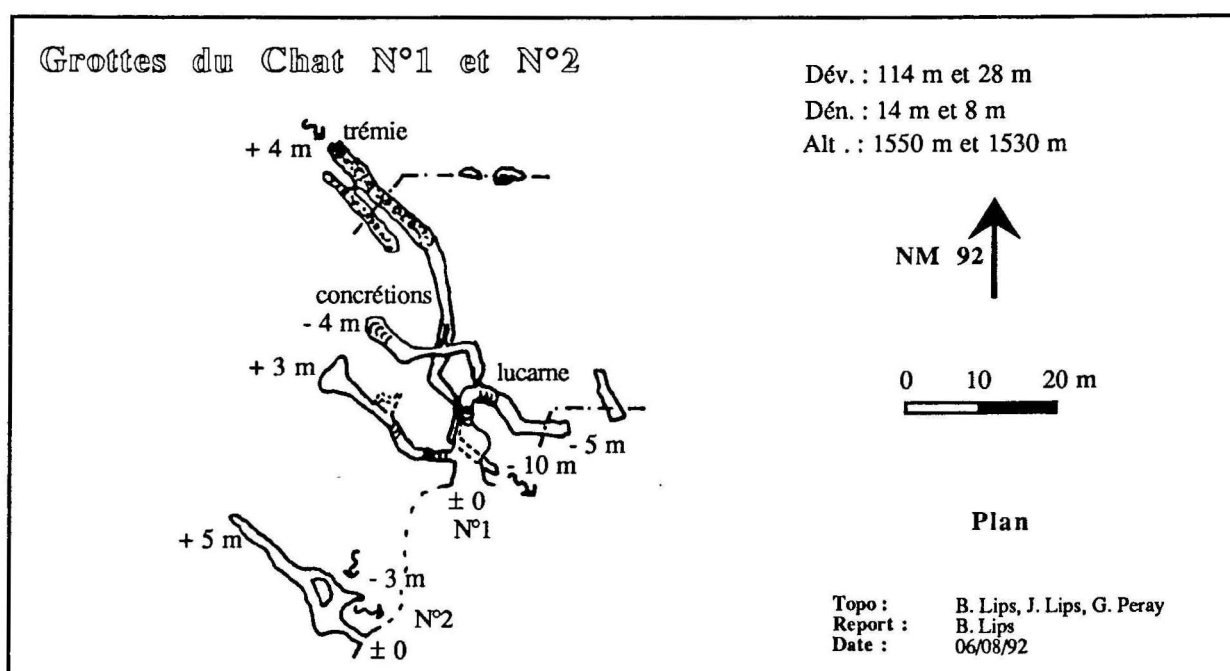 Grottes du Chat N°1 et N°2
Dév. : 114 m et 28 m
Dén. : 14 m et 8 m
Alt . : 1550 m et 1530 m
trémie
+ 4 m
NM 92
concrétions
- 4 m
+ 3 m
lucarne
0 10 20 m
- 5 m
- 10 m
± 0
N°1
Plan
+ 5 m
- 3 m
N°2
± 0
Topo : B. Lips, J. Lips, G. Peray
Report : B. Lips
Date : 06/08/92